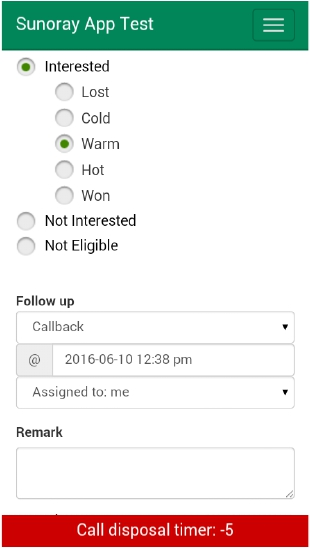 Sunoray App Test
Interested
Lost
Cold
Warm
Hot
Won
Not Interested
Not Eligible
Follow up
Callback
@ 2016-06-10 12:38 pm
Assigned to: me
Remark
Call disposal timer: -5